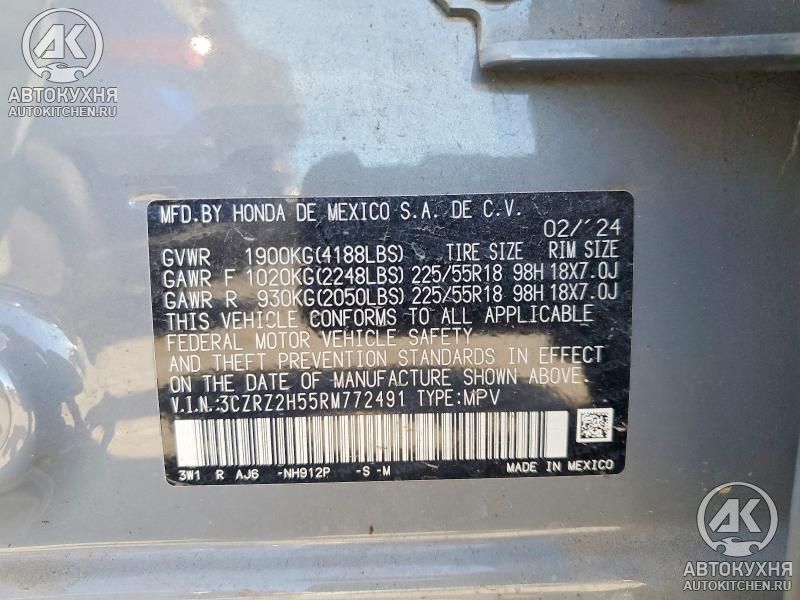 AK
АВТОКУХНЯ
AUTOKITCHEN.RU
MFD. BY HONDA DE MEXICO S.A. DE C.V.
02/'24
GVWR 1900KG(4188LBS) TIRE SIZE RIM SIZE
GAWR F 1020KG(2248LBS) 225/55R18 98H 18X7.0J
GAWR R 930KG(2050LBS) 225/55R18 98H 18X7.0J
THIS VEHICLE CONFORMS TO ALL APPLICABLE
FEDERAL MOTOR VEHICLE SAFETY
AND THEFT PREVENTION STANDARDS IN EFFECT
ON THE DATE OF MANUFACTURE SHOWN ABOVE.
V.I.N.:3CZRZ2H55RM772491 TYPE:MPV
3W1 R AJ6 -NH912P -S -M MADE IN MEXICO
AK
АВТОКУХНЯ
AUTOKITCHEN.RU